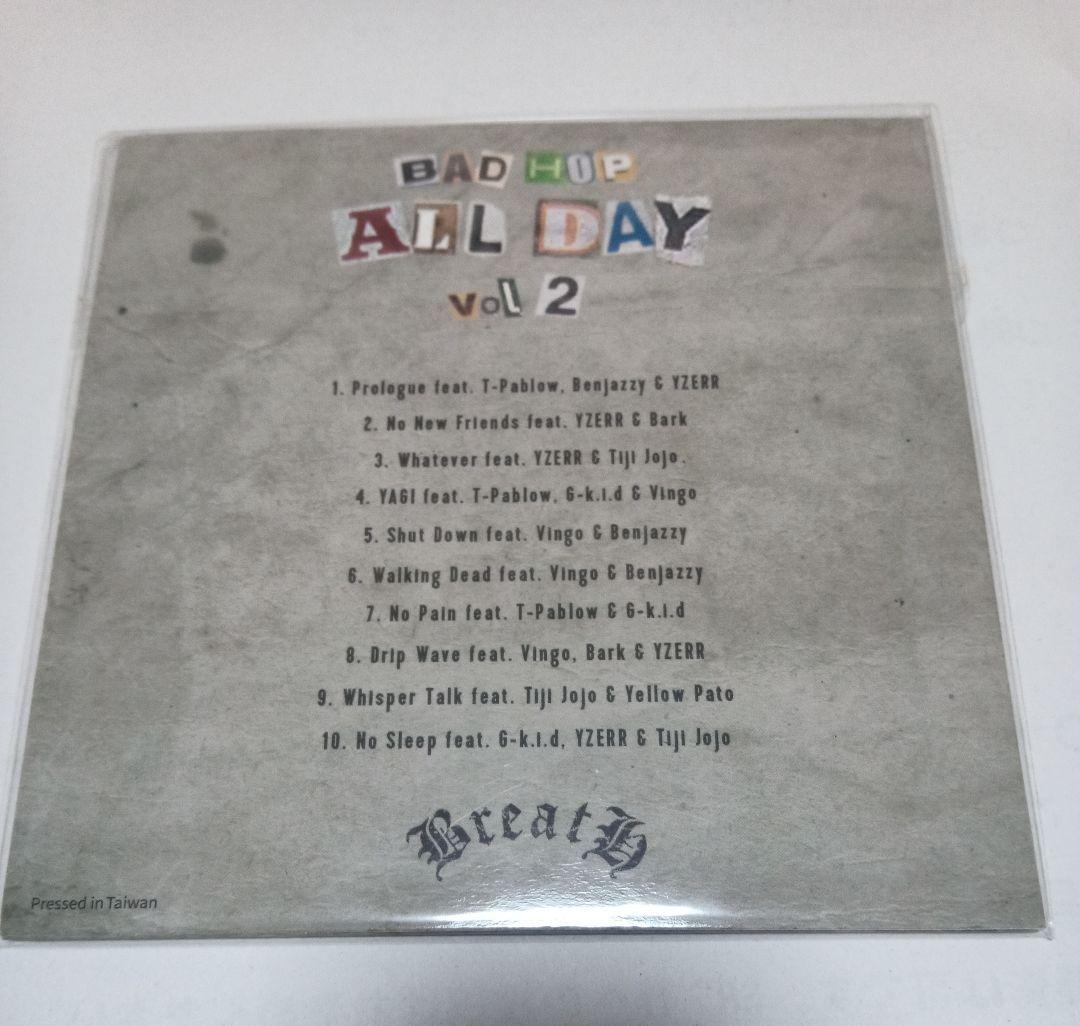 BAD HOP
ALL DAY
Vol 2
1. Prologue feat. T-Pablow, Benjazzy & YZERR
2. No New Friends feat. YZERR & Bark
3. Whatever feat. YZERR & Tiji Jojo.
4. YAGI feat. T-Pablow, G-k.i.d & Vingo
5. Shut Down feat. Vingo & Benjazzy
6. Walking Dead feat. Vingo & Benjazzy
7. No Pain feat. T-Pablow & G-k.i.d
8. Drip Wave feat. Vingo, Bark & YZERR
9. Whisper Talk feat. Tiji Jojo & Yellow Pato
10. No Sleep feat. G-k.i.d, YZERR & Tiji Jojo
BreatH
Pressed in Taiwan